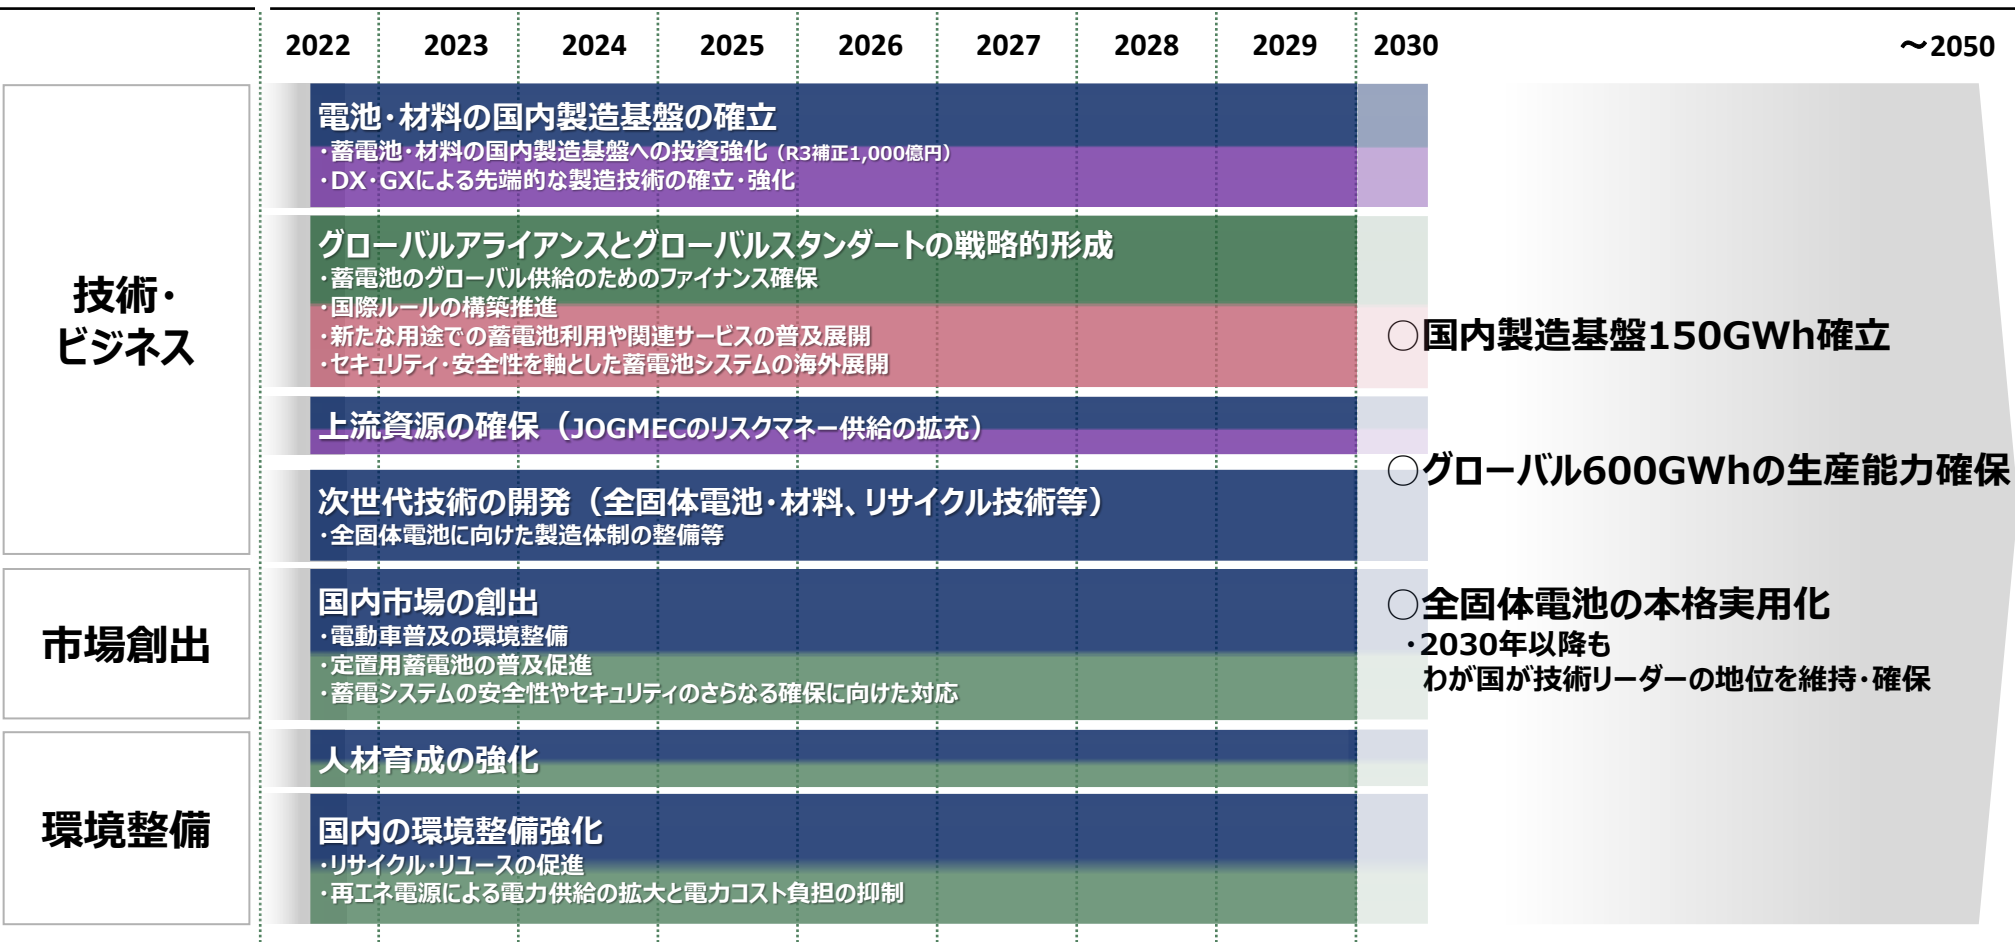 2022 2023 2024 2025 2026 2027 2028 2029 2030 ～2050
技術・
ビジネス
電池・材料の国内製造基盤の確立
・蓄電池・材料の国内製造基盤への投資強化（R3補正1,000億円）
・DX・GXによる先端的な製造技術の確立・強化
グローバルアライアンスとグローバルスタンダートの戦略的形成
・蓄電池のグローバル供給のためのファイナンス確保
・国際ルールの構築推進
・新たな用途での蓄電池利用や関連サービスの普及展開
・セキュリティ・安全性を軸とした蓄電池システムの海外展開
上流資源の確保（JOGMECのリスクマネー供給の拡充）
次世代技術の開発（全固体電池・材料、リサイクル技術等）
・全固体電池に向けた製造体制の整備等
市場創出
国内市場の創出
・電動車普及の環境整備
・定置用蓄電池の普及促進
・蓄電システムの安全性やセキュリティのさらなる確保に向けた対応
環境整備
人材育成の強化
国内の環境整備強化
・リサイクル・リユースの促進
・再エネ電源による電力供給の拡大と電力コスト負担の抑制
○国内製造基盤150GWh確立
○グローバル600GWhの生産能力確保
○全固体電池の本格実用化
・2030年以降も
わが国が技術リーダーの地位を維持・確保